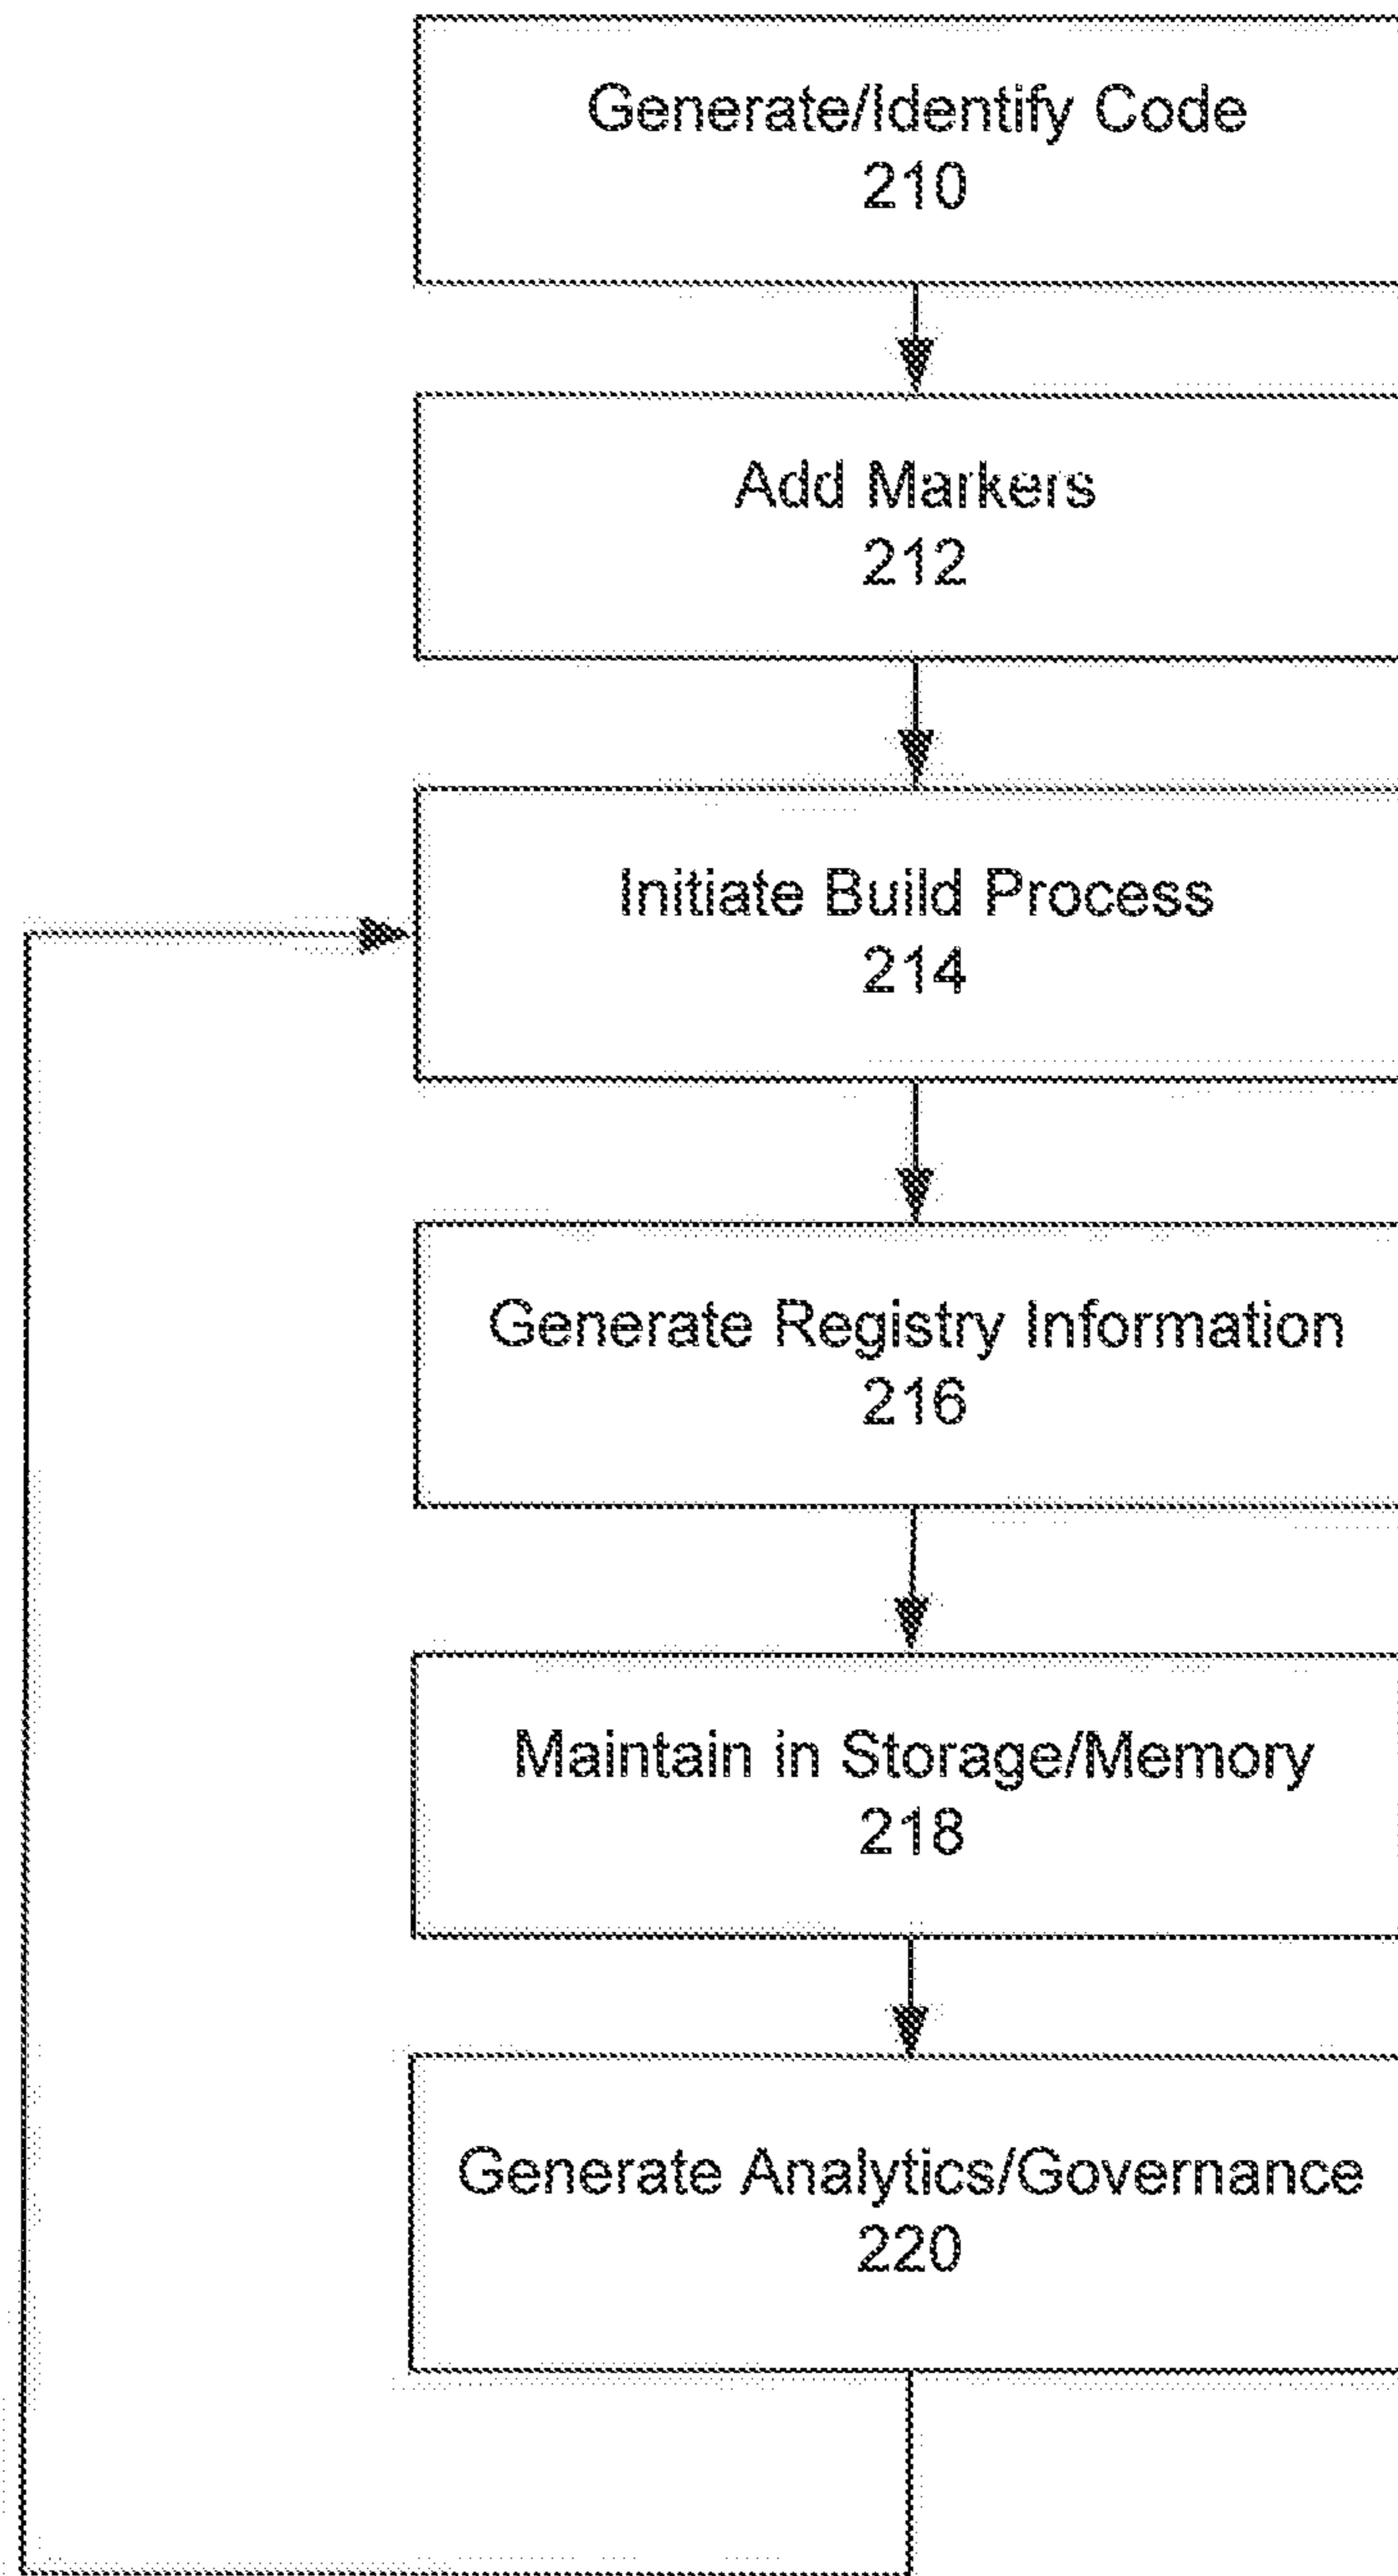 Generate/Identify Code
210
Add Markers
212
Initiate Build Process
214
Generate Registry Information
216
Maintain in Storage/Memory
218
Generate Analytics/Governance
220